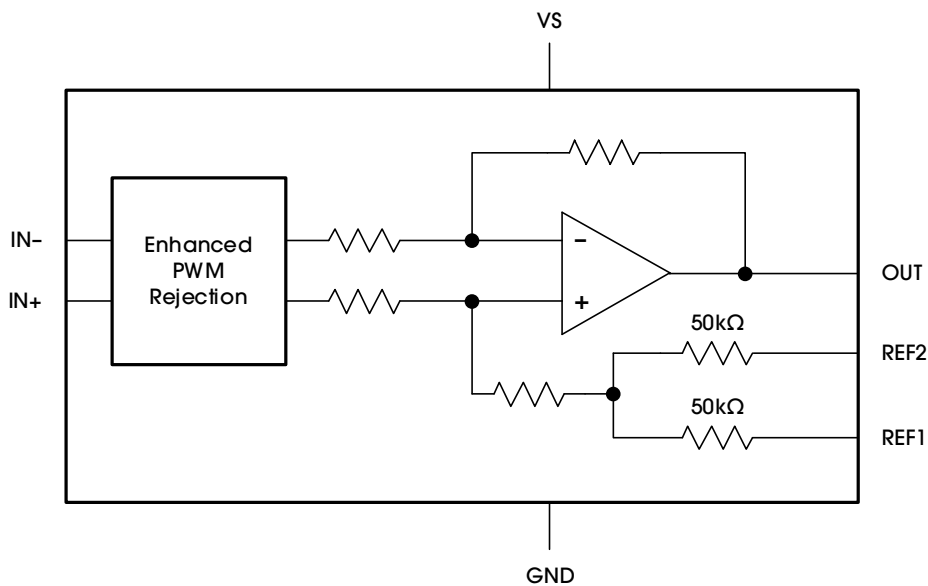 VS
IN−
IN+
Enhanced
PWM
Rejection
−
+
OUT
50kΩ
REF2
50kΩ
REF1
GND